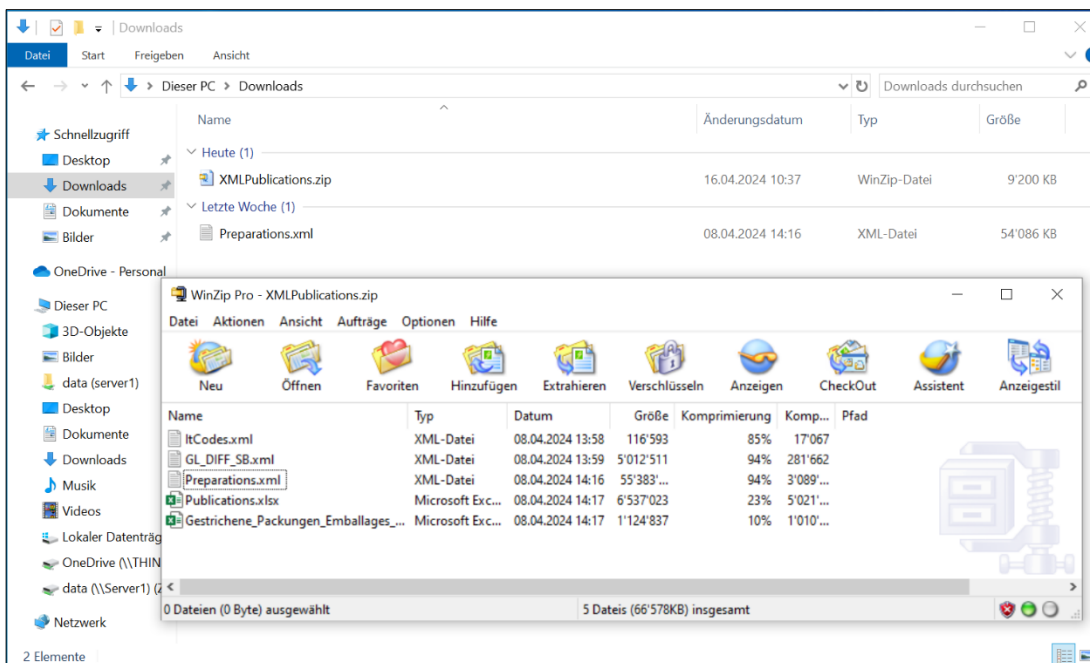 Downloads
Datei Start Freigeben Ansicht
Dieser PC > Downloads Downloads durchsuchen
Name Änderungsdatum Typ Größe
Schnellzugriff
Heute (1)
Desktop
XMLPublications.zip 16.04.2024 10:37 WinZip-Datei 9'200 KB
Downloads
Letzte Woche (1)
Dokumente
Preparations.xml 08.04.2024 14:16 XML-Datei 54'086 KB
Bilder
OneDrive - Personal
Dieser PC
3D-Objekte
Bilder
data (server1)
Desktop
Dokumente
Downloads
Musik
Videos
Lokaler Datenträg
OneDrive (\\THIN
data (\\Server1) (Z
Netzwerk
2 Elemente
WinZip Pro - XMLPublications.zip
Datei Aktionen Ansicht Aufträge Optionen Hilfe
Neu Öffnen Favoriten Hinzufügen Extrahieren Verschlüsseln Anzeigen CheckOut Assistent Anzeigestil
Name Typ Datum Größe Komprimierung Komp... Pfad
ItCodes.xml XML-Datei 08.04.2024 13:58 116'593 85% 17'067
GL_DIFF_SB.xml XML-Datei 08.04.2024 13:59 5'012'511 94% 281'662
Preparations.xml XML-Datei 08.04.2024 14:16 55'383'... 94% 3'089'...
Publications.xlsx Microsoft Exc... 08.04.2024 14:17 6'537'023 23% 5'021'...
Gestrichene_Packungen_Emballages_... Microsoft Exc... 08.04.2024 14:17 1'124'837 10% 1'010'...
0 Dateien (0 Byte) ausgewählt 5 Dateis (66'578KB) insgesamt